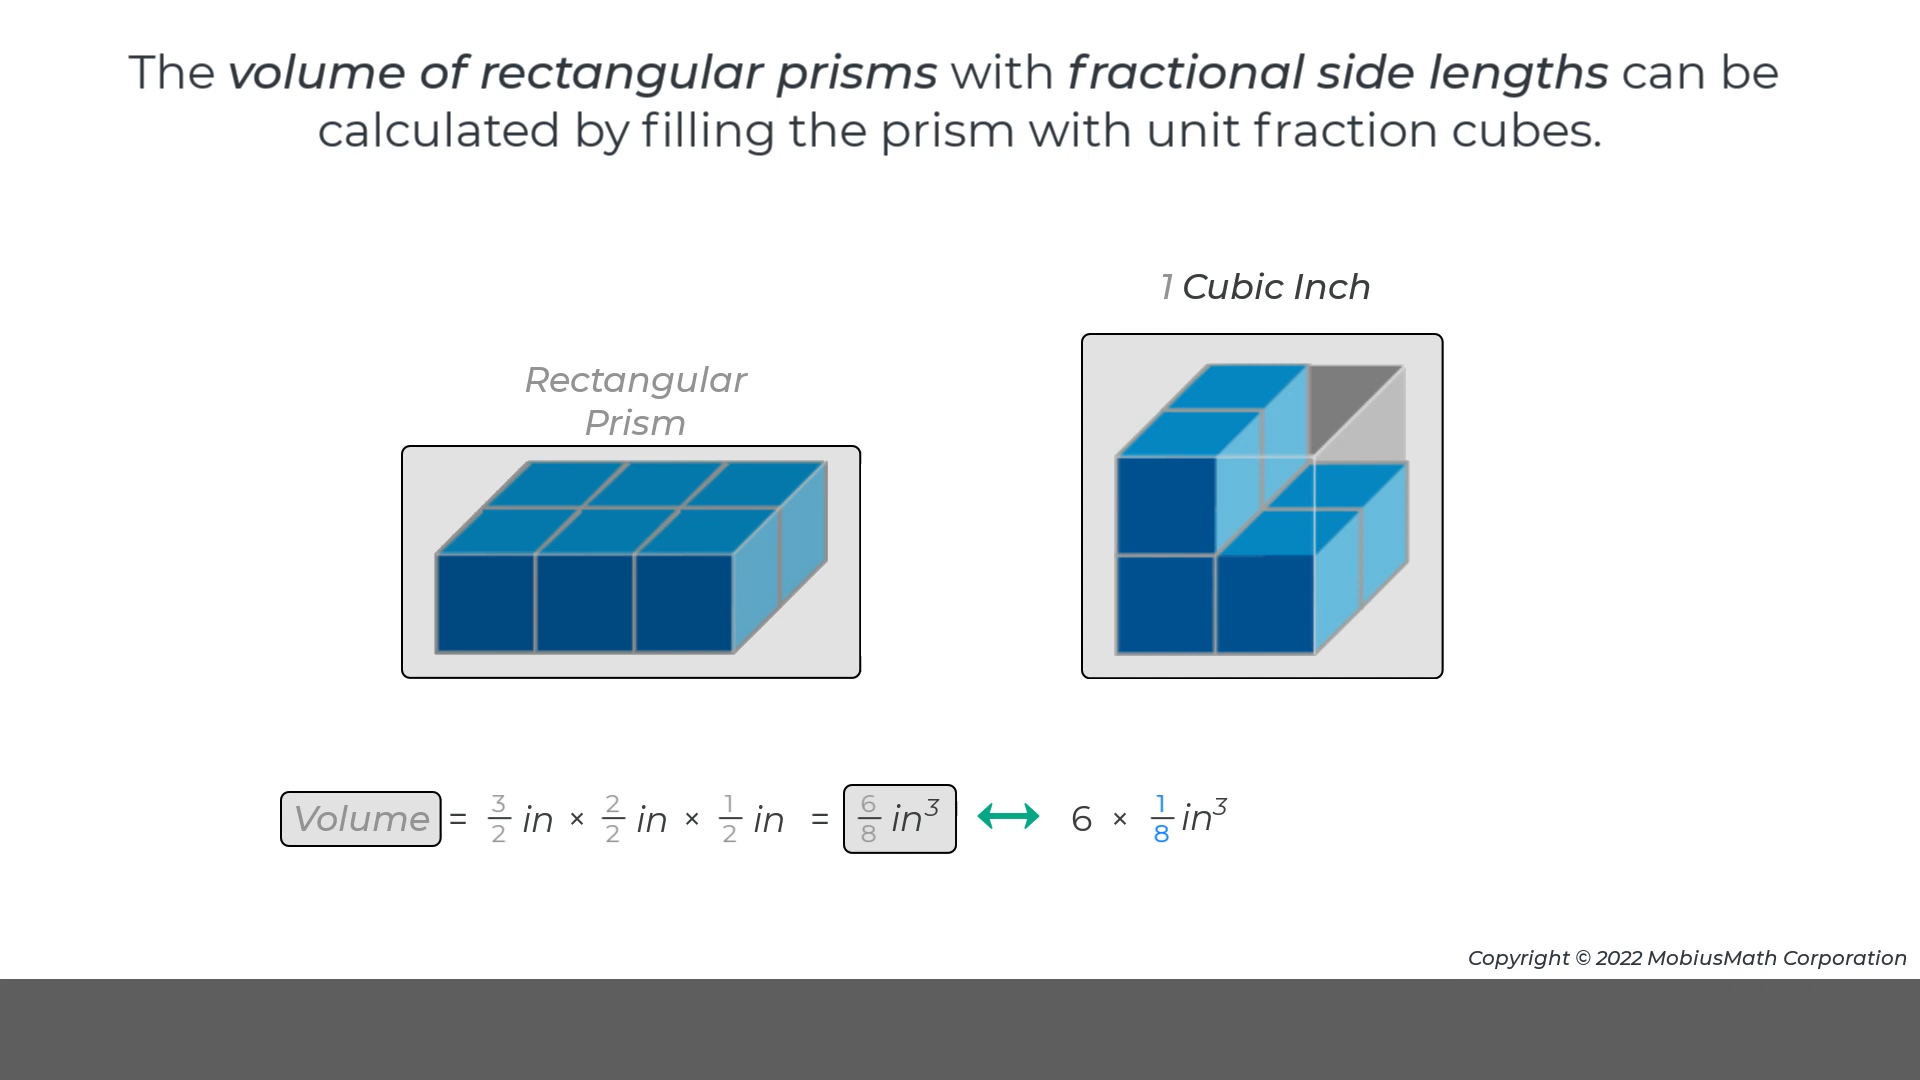 The volume of rectangular prisms with fractional side lengths can be
calculated by filling the prism with unit fraction cubes.
1 Cubic Inch
Rectangular
Prism
Volume = 3/2 in × 2/2 in × 1/2 in = 6/8 in³ ↔ 6 × 1/8 in³
Copyright © 2022 MobiusMath Corporation